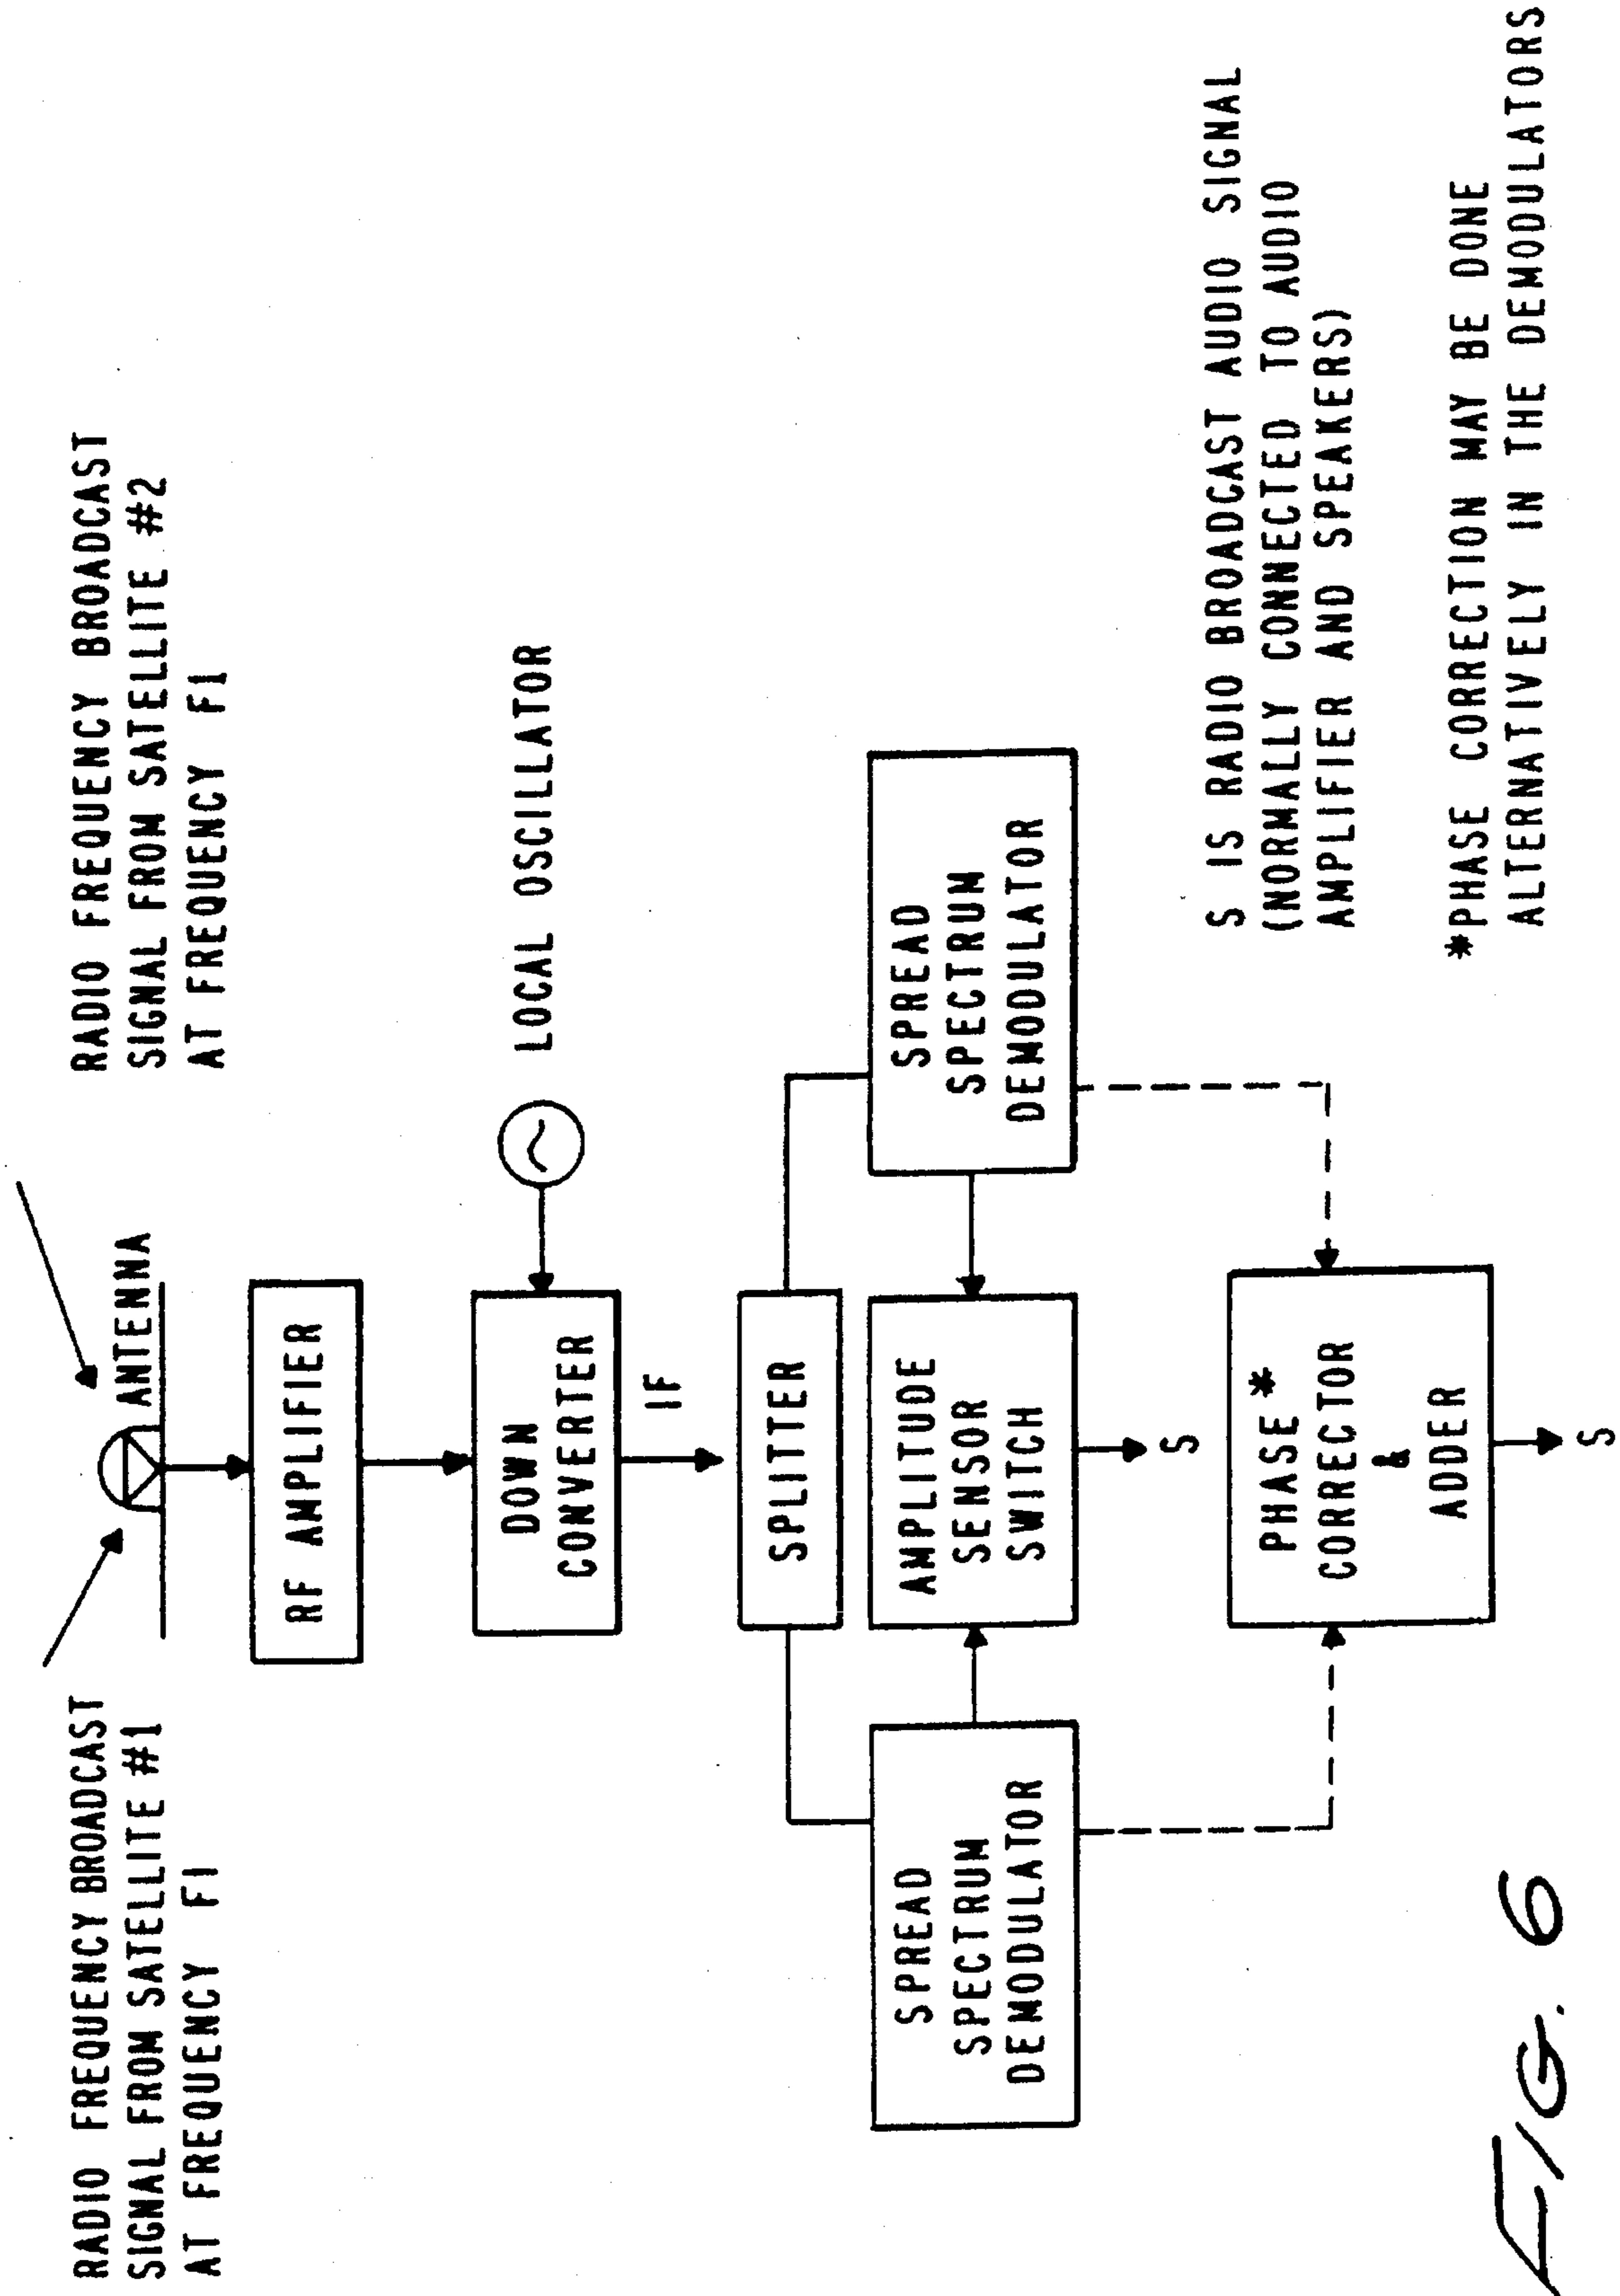 RADIO FREQUENCY BROADCAST
SIGNAL FROM SATELLITE #1
AT FREQUENCY F1
RADIO FREQUENCY BROADCAST
SIGNAL FROM SATELLITE #2
AT FREQUENCY F1
ANTENNA
RF AMPLIFIER
DOWN
CONVERTER
LOCAL OSCILLATOR
IF
SPLITTER
SPREAD
SPECTRUM
DEMODULATOR
AMPLITUDE
SENSOR
SWITCH
SPREAD
SPECTRUM
DEMODULATOR
S
PHASE *
CORRECTOR
&
ADDER
S
S IS RADIO BROADCAST AUDIO SIGNAL
(NORMALLY CONNECTED TO AUDIO
AMPLIFIER AND SPEAKERS)
*PHASE CORRECTION MAY BE DONE
ALTERNATIVELY IN THE DEMODULATORS
FIG. 6